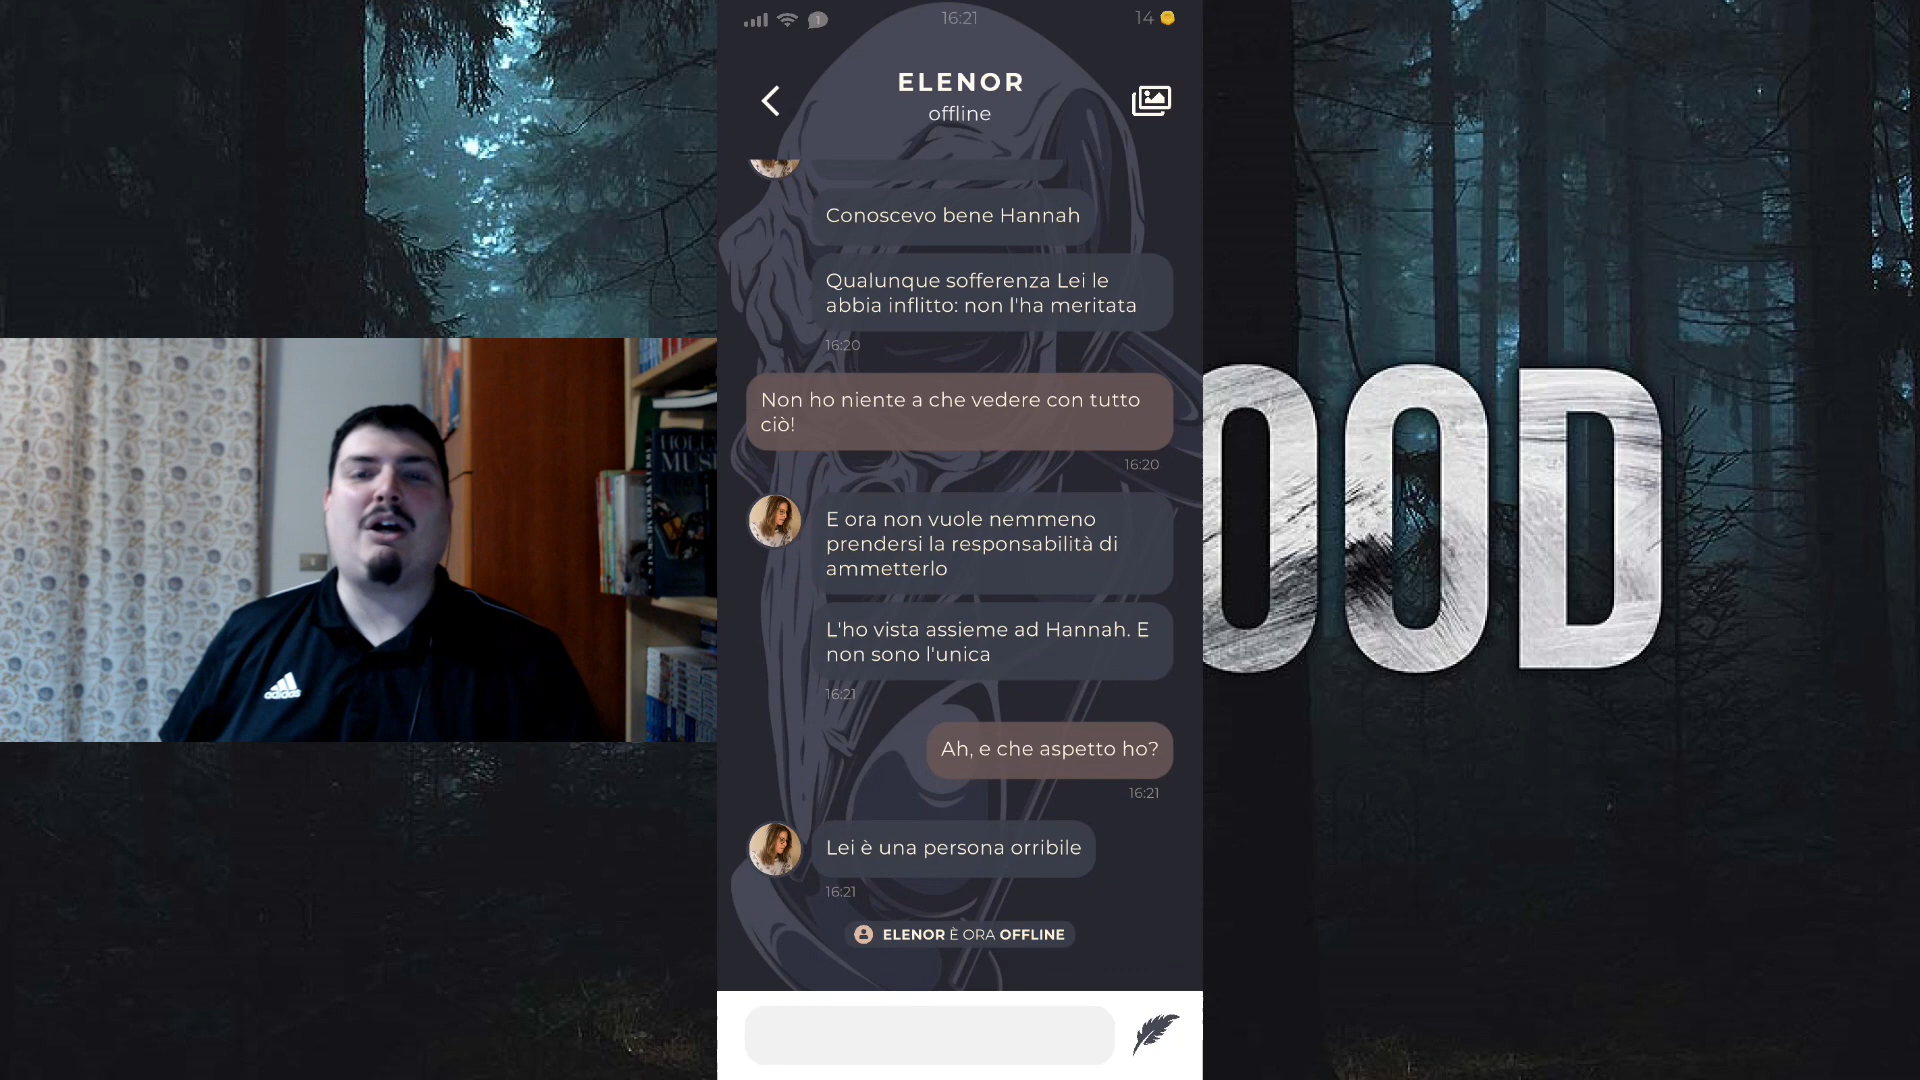 1
16:21
14
ELENOR
offline
Conoscevo bene Hannah
Qualunque sofferenza Lei le
abbia inflitto: non l'ha meritata
16:20
Non ho niente a che vedere con tutto
ciò!
16:20
E ora non vuole nemmeno
prendersi la responsabilità di
ammetterlo
L'ho vista assieme ad Hannah. E
non sono l'unica
16:21
Ah, e che aspetto ho?
16:21
Lei è una persona orribile
16:21
ELENOR È ORA OFFLINE
adidas
OOD